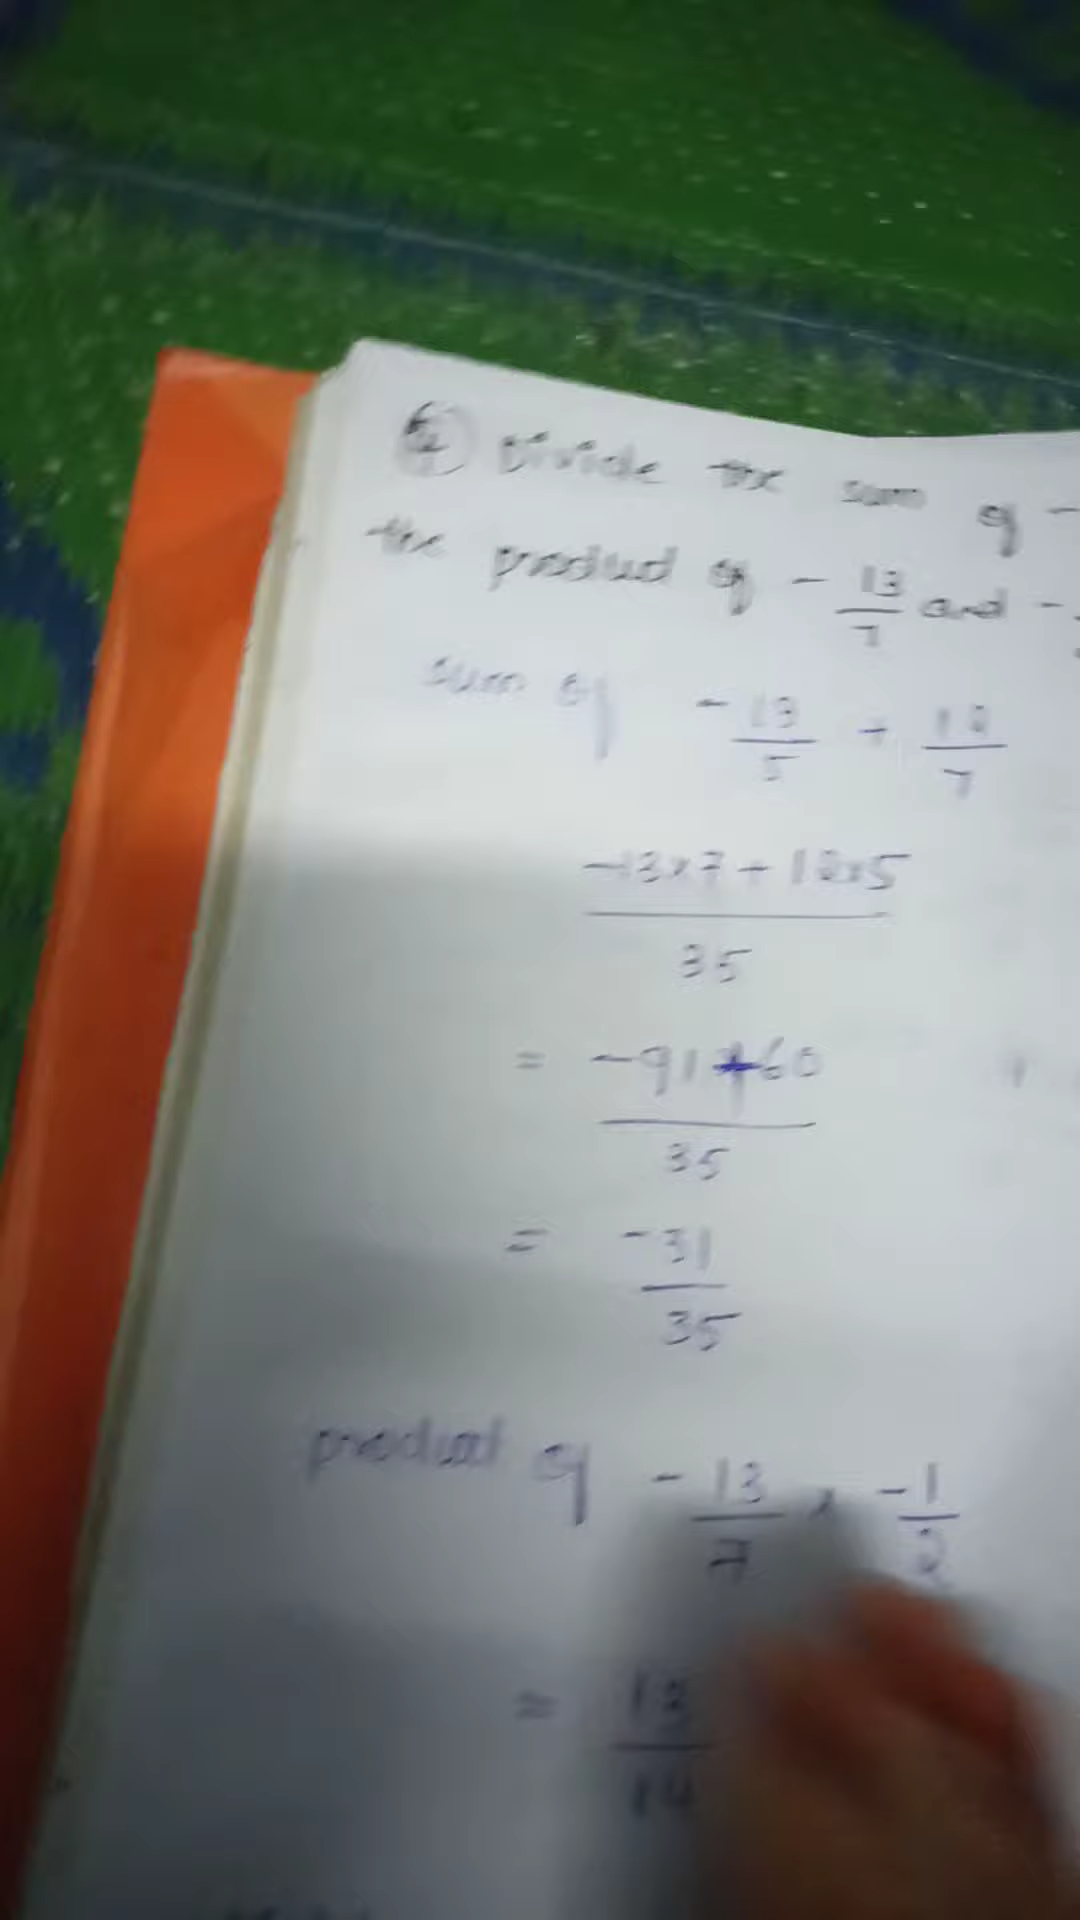 Divide the sum of -
the product of - 13/7 and -
sum of - 13/5 + 12/7
-13×7 + 12×5
35
= -91+60
35
= -31
35
product of - 13/7 × -1/2
= 13
14